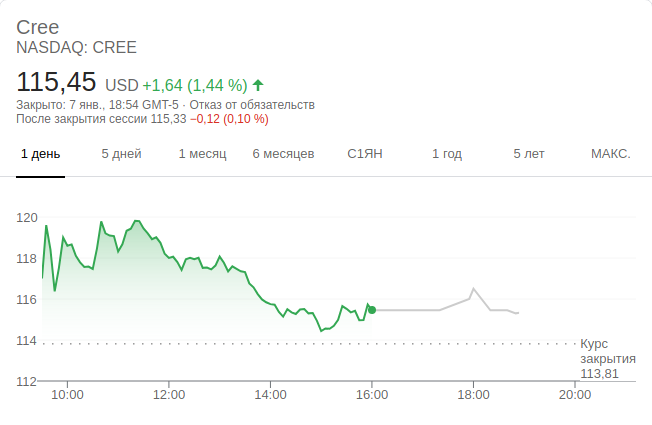 Cree
NASDAQ: CREE
115,45 USD +1,64 (1,44 %)
Закрыто: 7 янв., 18:54 GMT-5 · Отказ от обязательств
После закрытия сессии 115,33 −0,12 (0,10 %)
1 день 5 дней 1 месяц 6 месяцев С1ЯН 1 год 5 лет МАКС.
120
118
116
114
Курс
закрытия
113,81
112
10:00 12:00 14:00 16:00 18:00 20:00